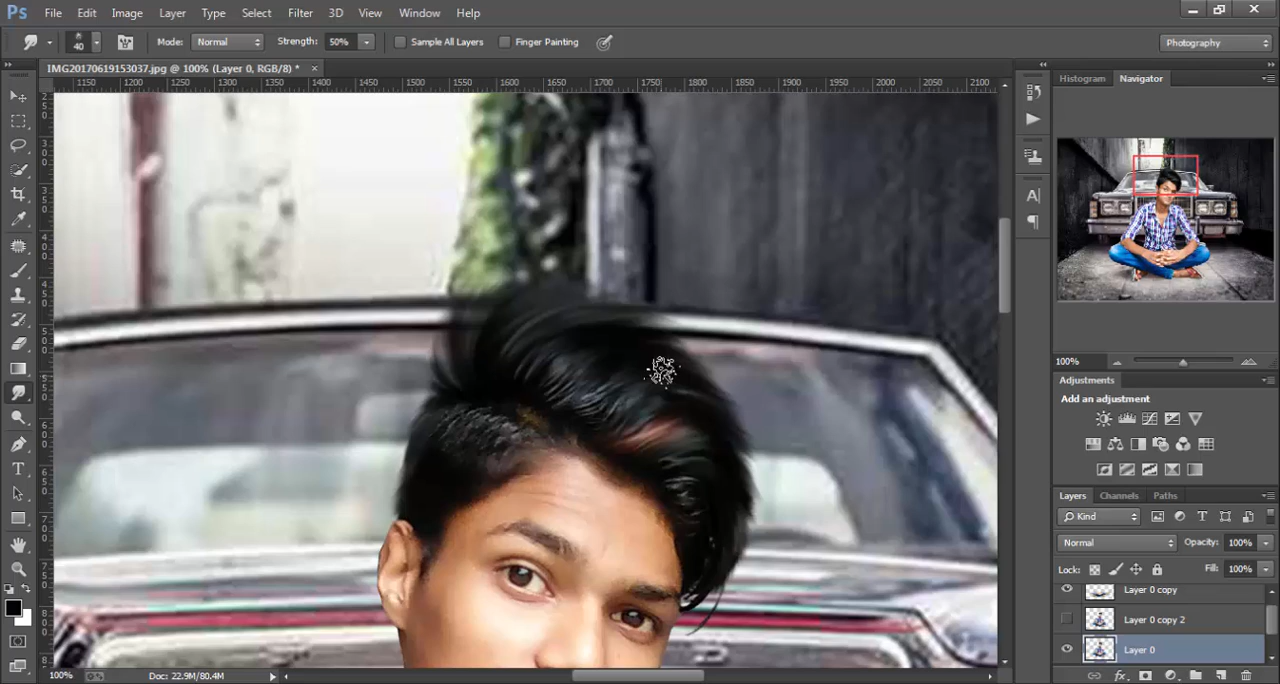 Ps File Edit Image Layer Type Select Filter 3D View Window Help
40 Mode: Normal Strength: 50% Sample All Layers Finger Painting Photography
IMG20170619153037.jpg @ 100% (Layer 0, RGB/8) *
1150 1200 1250 1300 1350 1400 1450 1500 1550 1600 1650 1700 1750 1800 1850 1900 1950 2000 2050 2100
Histogram Navigator
100%
Adjustments
Add an adjustment
Layers Channels Paths
Kind
Normal Opacity: 100%
Lock: Fill: 100%
Layer 0 copy
Layer 0 copy 2
Layer 0
100% Doc: 22.9M/80.4M